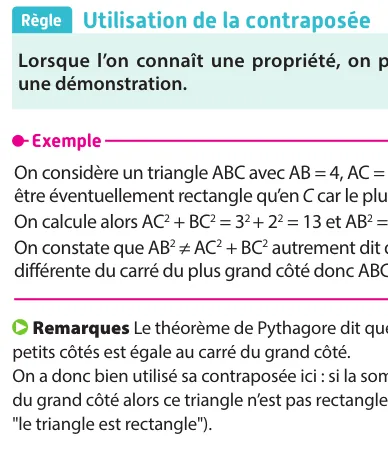 Règle Utilisation de la contraposée
Lorsque l'on connaît une propriété, on p
une démonstration.
Exemple
On considère un triangle ABC avec AB = 4, AC =
être éventuellement rectangle qu'en C car le plu
On calcule alors AC² + BC² = 3² + 2² = 13 et AB² =
On constate que AB² ≠ AC² + BC² autrement dit
différente du carré du plus grand côté donc ABC
Remarques Le théorème de Pythagore dit que
petits côtés est égale au carré du grand côté.
On a donc bien utilisé sa contraposée ici : si la som
du grand côté alors ce triangle n'est pas rectangle
"le triangle est rectangle").